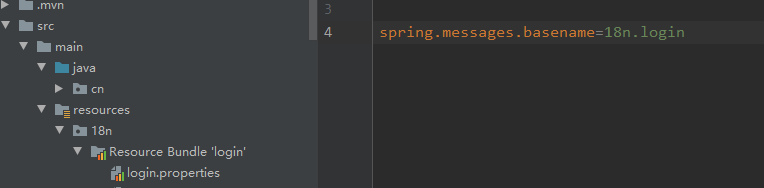 .mvn
src
main
java
cn
resources
18n
Resource Bundle 'login'
login.properties
3
4 spring.messages.basename=18n.login